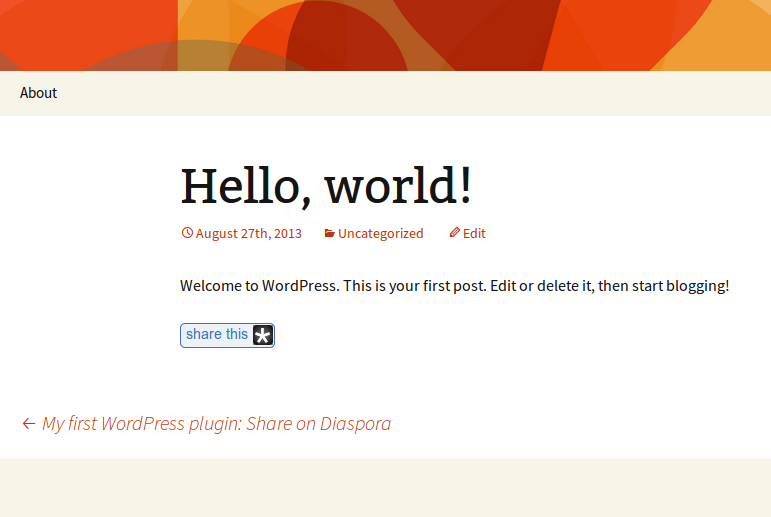 About
Hello, world!
August 27th, 2013 Uncategorized Edit
Welcome to WordPress. This is your first post. Edit or delete it, then start blogging!
share this
← My first WordPress plugin: Share on Diaspora